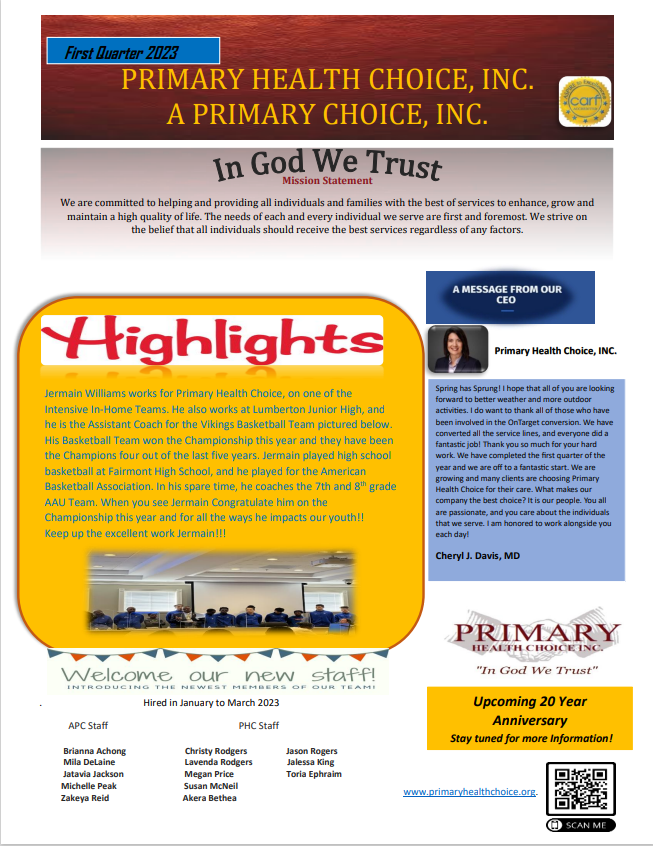 First Quarter 2023
PRIMARY HEALTH CHOICE, INC.
A PRIMARY CHOICE, INC.
carf
In God We Trust
Mission Statement
We are committed to helping and providing all individuals and families with the best of services to enhance, grow and
maintain a high quality of life. The needs of each and every individual we serve are first and foremost. We strive on
the belief that all individuals should receive the best services regardless of any factors.
Highlights
Jermain Williams works for Primary Health Choice, on one of the
Intensive In-Home Teams. He also works at Lumberton Junior High, and
he is the Assistant Coach for the Vikings Basketball Team pictured below.
His Basketball Team won the Championship this year and they have been
the Champions four out of the last five years. Jermain played high school
basketball at Fairmont High School, and he played for the American
Basketball Association. In his spare time, he coaches the 7th and 8th grade
AAU Team. When you see Jermain Congratulate him on the
Championship this year and for all the ways he impacts our youth!!
Keep up the excellent work Jermain!!!
A MESSAGE FROM OUR
CEO
Primary Health Choice, INC.
Spring has Sprung! I hope that all of you are looking
forward to better weather and more outdoor
activities. I do want to thank all of those who have
been involved in the OnTarget conversion. We have
converted all the service lines, and everyone did a
fantastic job! Thank you so much for your hard
work. We have completed the first quarter of the
year and we are off to a fantastic start. We are
growing and many clients are choosing Primary
Health Choice for their care. What makes our
company the best choice? It is our people. You all
are passionate, and you care about the individuals
that we serve. I am honored to work alongside you
each day!
Cheryl J. Davis, MD
PRIMARY
HEALTH CHOICE INC.
"In God We Trust"
Welcome our new staff!
INTRODUCING THE NEWEST MEMBERS OF OUR TEAM!
. Hired in January to March 2023
APC Staff PHC Staff
Brianna Achong Christy Rodgers Jason Rogers
Mila DeLaine Lavenda Rodgers Jalessa King
Jatavia Jackson Megan Price Toria Ephraim
Michelle Peak Susan McNeil
Zakeya Reid Akera Bethea
Upcoming 20 Year
Anniversary
Stay tuned for more Information!
www.primaryhealthchoice.org.
SCAN ME